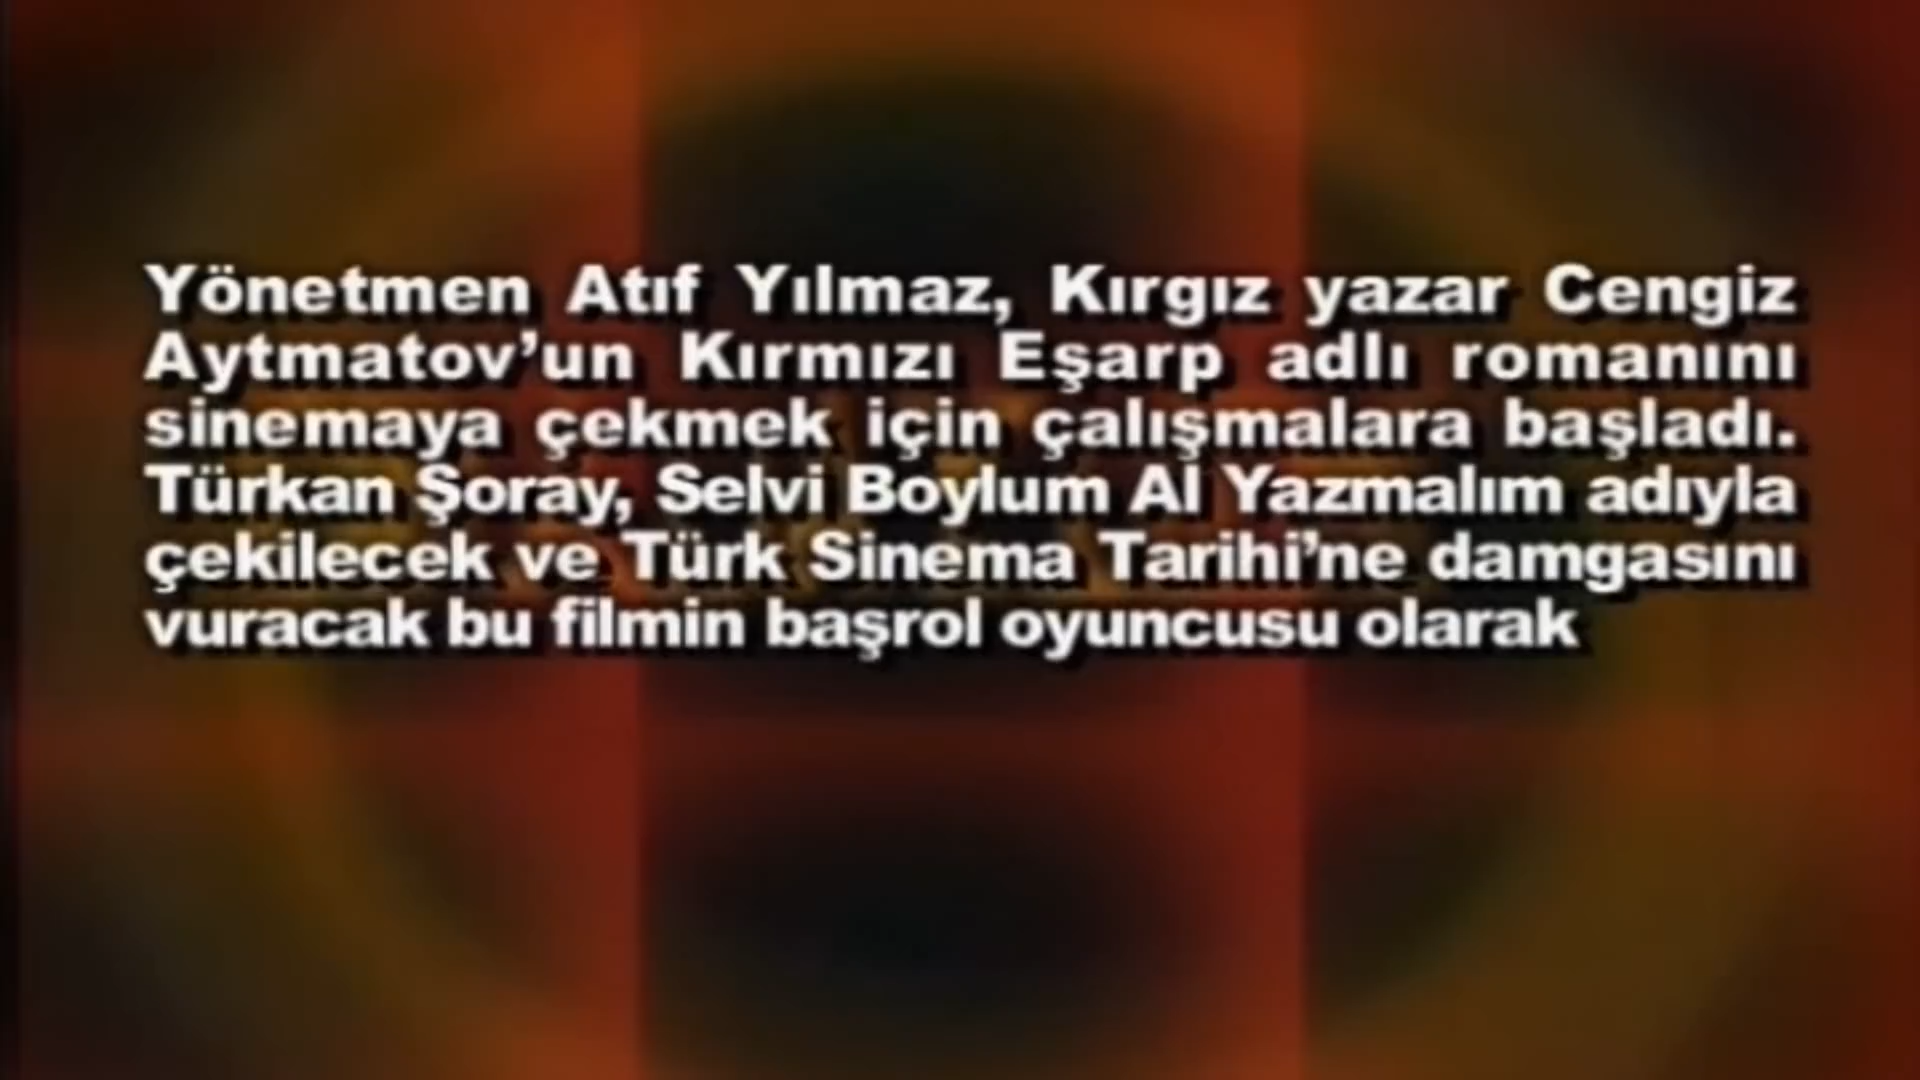 Yönetmen Atıf Yılmaz, Kırgız yazar Cengiz
Aytmatov’un Kırmızı Eşarp adlı romanını
sinemaya çekmek için çalışmalara başladı.
Türkan Şoray, Selvi Boylum Al Yazmalım adıyla
çekilecek ve Türk Sinema Tarihi’ne damgasını
vuracak bu filmin başrol oyuncusu olarak